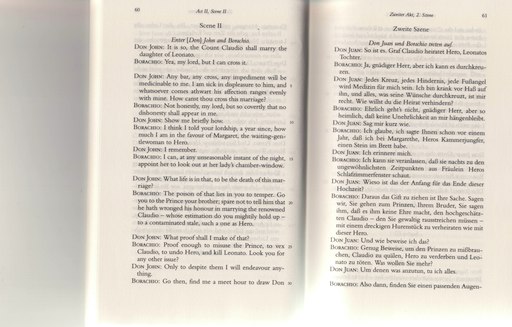 60
Act II, Scene II
Scene II
Enter [Don] John and Borachio.
DON JOHN: It is so, the Count Claudio shall marry the
daughter of Leonato.
BORACHIO: Yea, my lord, but I can cross it.
DON JOHN: Any bar, any cross, any impediment will be
medicinable to me. I am sick in displeasure to him, and
whatsoever comes athwart his affection ranges evenly
with mine. How canst thou cross this marriage?
BORACHIO: Not honestly, my lord, but so covertly that no
dishonesty shall appear in me.
DON JOHN: Show me briefly how.
BORACHIO: I think I told your lordship, a year since, how
much I am in the favour of Margaret, the waiting-gen-
tlewoman to Hero.
DON JOHN: I remember.
BORACHIO: I can, at any unseasonable instant of the night,
appoint her to look out at her lady's chamber-window.
DON JOHN: What life is in that, to be the death of this mar-
riage?
BORACHIO: The poison of that lies in you to temper. Go
you to the Prince your brother; spare not to tell him that
he hath wronged his honour in marrying the renowned
Claudio – whose estimation do you mightily hold up –
to a contaminated stale, such a one as Hero.
DON JOHN: What proof shall I make of that?
BORACHIO: Proof enough to misuse the Prince, to vex
Claudio, to undo Hero, and kill Leonato. Look you for
any other issue?
DON JOHN: Only to despite them I will endeavour any-
thing.
BORACHIO: Go then, find me a meet hour to draw Don
Zweiter Akt, 2. Szene
61
Zweite Szene
Don Juan und Borachio treten auf.
DON JUAN: So ist es. Graf Claudio heiratet Hero, Leonatos
Tochter.
BORACHIO: Ja, gnädiger Herr, aber ich kann es durchkreu-
zen.
DON JUAN: Jedes Kreuz, jedes Hindernis, jede Fußangel
wird Medizin für mich sein. Ich bin krank vor Haß auf
ihn, und alles, was seine Wünsche durchkreuzt, ist mir
recht. Wie willst du die Heirat verhindern?
BORACHIO: Ehrlich geht's nicht, gnädiger Herr, aber so
heimlich, daß keine Unehrlichkeit an mir hängenbleibt.
DON JUAN: Sag mir kurz wie.
BORACHIO: Ich glaube, ich sagte Ihnen schon vor einem
Jahr, daß ich bei Margarethe, Heros Kammerjungfer,
einen Stein im Brett habe.
DON JUAN: Ich erinnere mich.
BORACHIO: Ich kann sie veranlassen, daß sie nachts zu den
ungewöhnlichsten Zeitpunkten aus Fräulein Heros
Schlafzimmerfenster schaut.
DON JUAN: Wieso ist das der Anfang für das Ende dieser
Hochzeit?
BORACHIO: Daraus das Gift zu ziehen ist Ihre Sache. Sagen
wir, Sie gehen zum Prinzen, Ihrem Bruder, Sie sagen
ihm, daß es ihm keine Ehre macht, den hochgeschätz-
ten Claudio – den Sie gewaltig rausstreichen müssen –
mit einem dreckigen Hurenstück zu verheiraten wie mit
dieser Hero.
DON JUAN: Und wie beweise ich das?
BORACHIO: Genug Beweise, um den Prinzen zu mißbrau-
chen, Claudio zu quälen, Hero zu verderben und Leo-
nato zu töten. Was wollen Sie mehr?
DON JUAN: Um denen was anzutun, tu ich alles.
BORACHIO: Also dann, finden Sie einen passenden Augen-